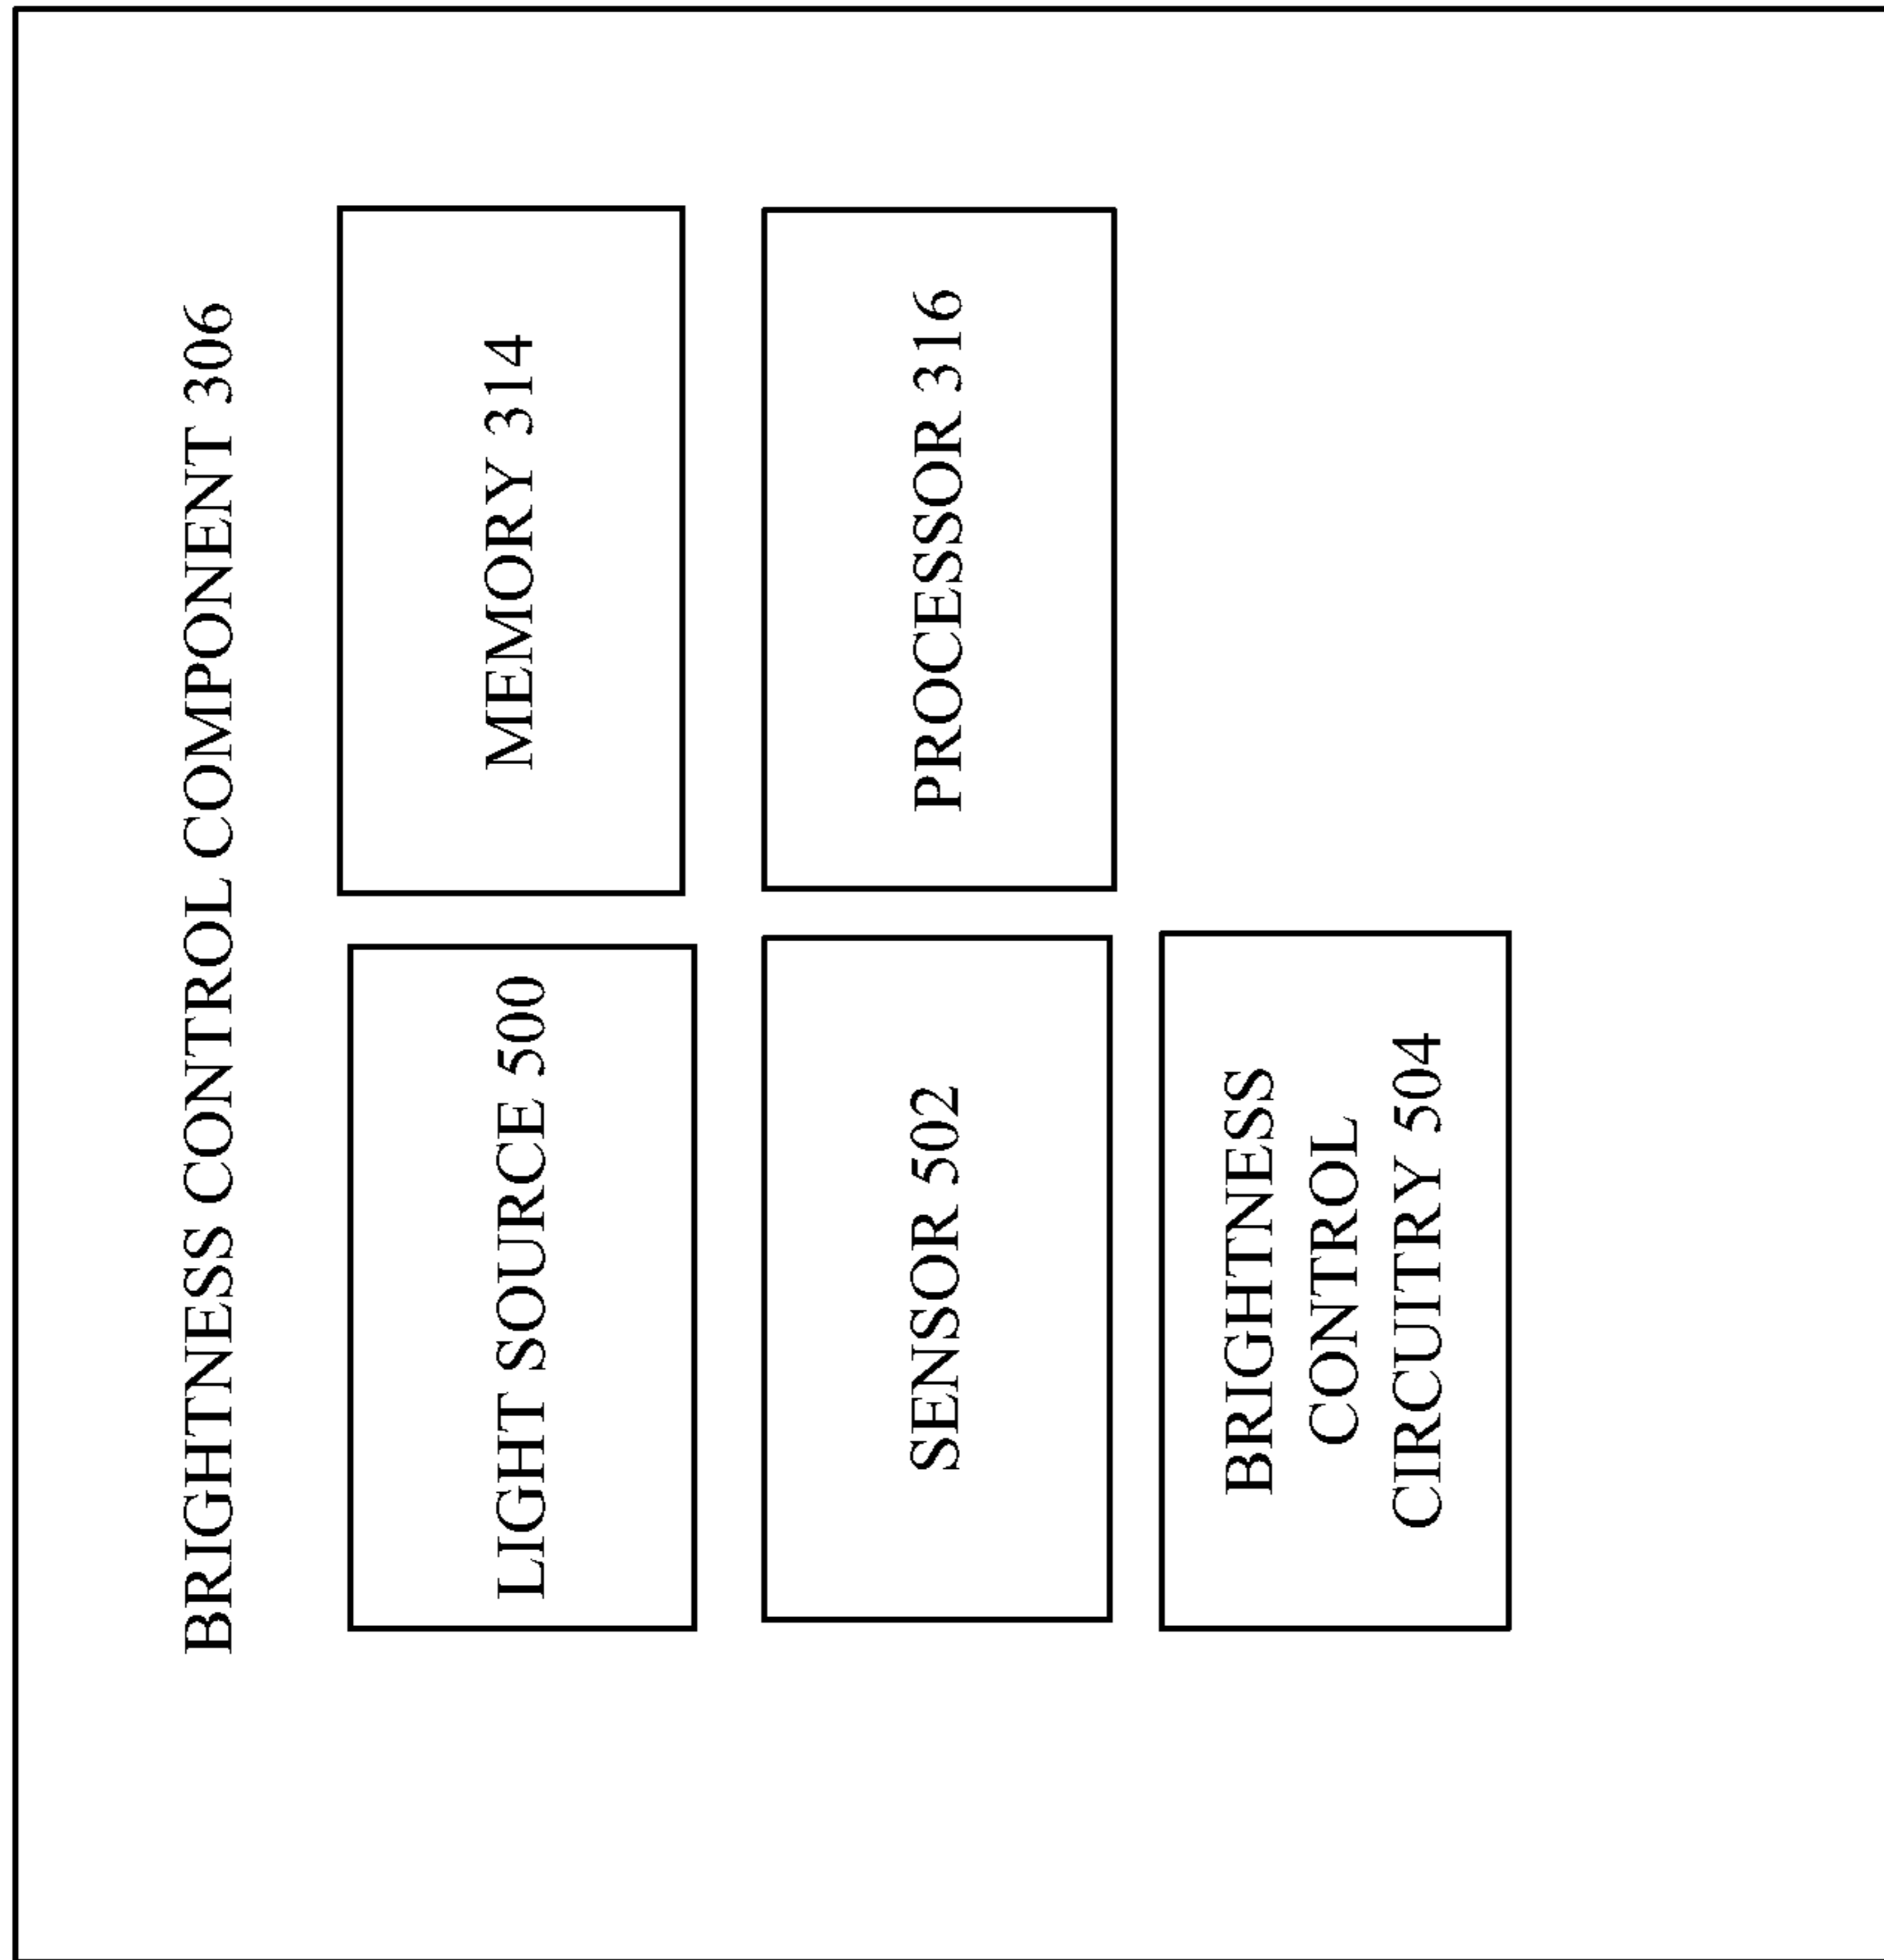 BRIGHTNESS CONTROL COMPONENT 306
LIGHT SOURCE 500
MEMORY 314
SENSOR 502
PROCESSOR 316
BRIGHTNESS
CONTROL
CIRCUITRY 504